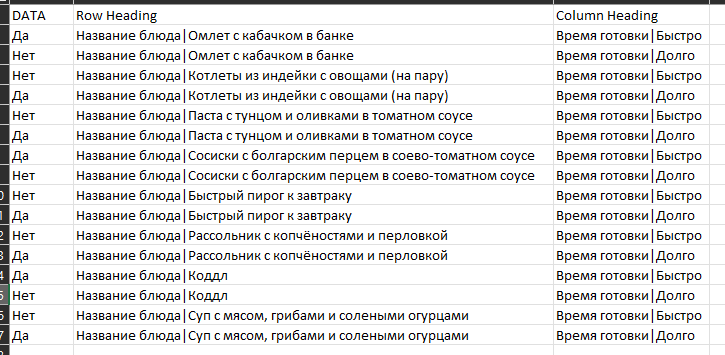 DATA Row Heading Column Heading
Да Название блюда|Омлет с кабачком в банке Время готовки|Быстро
Нет Название блюда|Омлет с кабачком в банке Время готовки|Долго
Нет Название блюда|Котлеты из индейки с овощами (на пару) Время готовки|Быстро
Да Название блюда|Котлеты из индейки с овощами (на пару) Время готовки|Долго
Нет Название блюда|Паста с тунцом и оливками в томатном соусе Время готовки|Быстро
Да Название блюда|Паста с тунцом и оливками в томатном соусе Время готовки|Долго
Да Название блюда|Сосиски с болгарским перцем в соево-томатном соусе Время готовки|Быстро
Нет Название блюда|Сосиски с болгарским перцем в соево-томатном соусе Время готовки|Долго
0 Нет Название блюда|Быстрый пирог к завтраку Время готовки|Быстро
1 Да Название блюда|Быстрый пирог к завтраку Время готовки|Долго
2 Нет Название блюда|Рассольник с копчёностями и перловкой Время готовки|Быстро
3 Да Название блюда|Рассольник с копчёностями и перловкой Время готовки|Долго
4 Да Название блюда|Коддл Время готовки|Быстро
5 Нет Название блюда|Коддл Время готовки|Долго
6 Нет Название блюда|Суп с мясом, грибами и солеными огурцами Время готовки|Быстро
7 Да Название блюда|Суп с мясом, грибами и солеными огурцами Время готовки|Долго